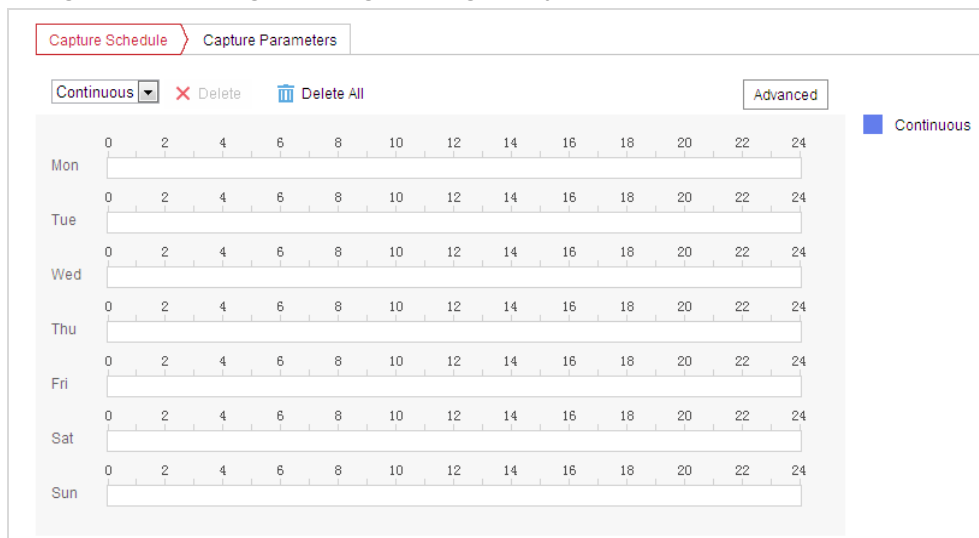 Capture Schedule Capture Parameters
Continuous Delete Delete All Advanced
Continuous
0 2 4 6 8 10 12 14 16 18 20 22 24
Mon
0 2 4 6 8 10 12 14 16 18 20 22 24
Tue
0 2 4 6 8 10 12 14 16 18 20 22 24
Wed
0 2 4 6 8 10 12 14 16 18 20 22 24
Thu
0 2 4 6 8 10 12 14 16 18 20 22 24
Fri
0 2 4 6 8 10 12 14 16 18 20 22 24
Sat
0 2 4 6 8 10 12 14 16 18 20 22 24
Sun